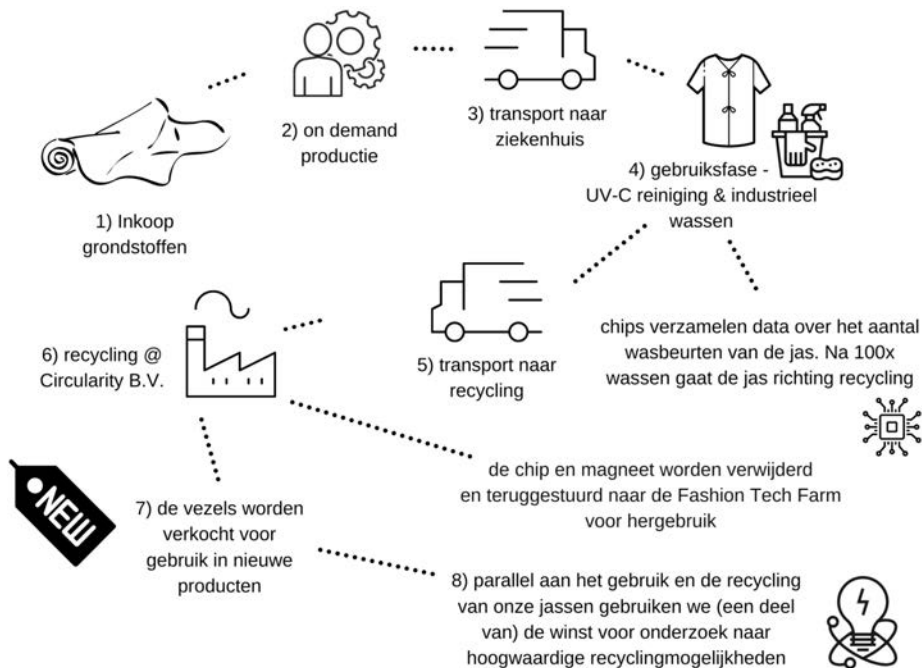 1) Inkoop
grondstoffen
2) on demand
productie
3) transport naar
ziekenhuis
4) gebruiksfase -
UV-C reiniging & industrieel
wassen
chips verzamelen data over het aantal
wasbeurten van de jas. Na 100x
wassen gaat de jas richting recycling
5) transport naar
recycling
6) recycling @
Circularity B.V.
de chip en magneet worden verwijderd
en teruggestuurd naar de Fashion Tech Farm
voor hergebruik
NEW
7) de vezels worden
verkocht voor
gebruik in nieuwe
producten
8) parallel aan het gebruik en de recycling
van onze jassen gebruiken we (een deel
van) de winst voor onderzoek naar
hoogwaardige recyclingmogelijkheden